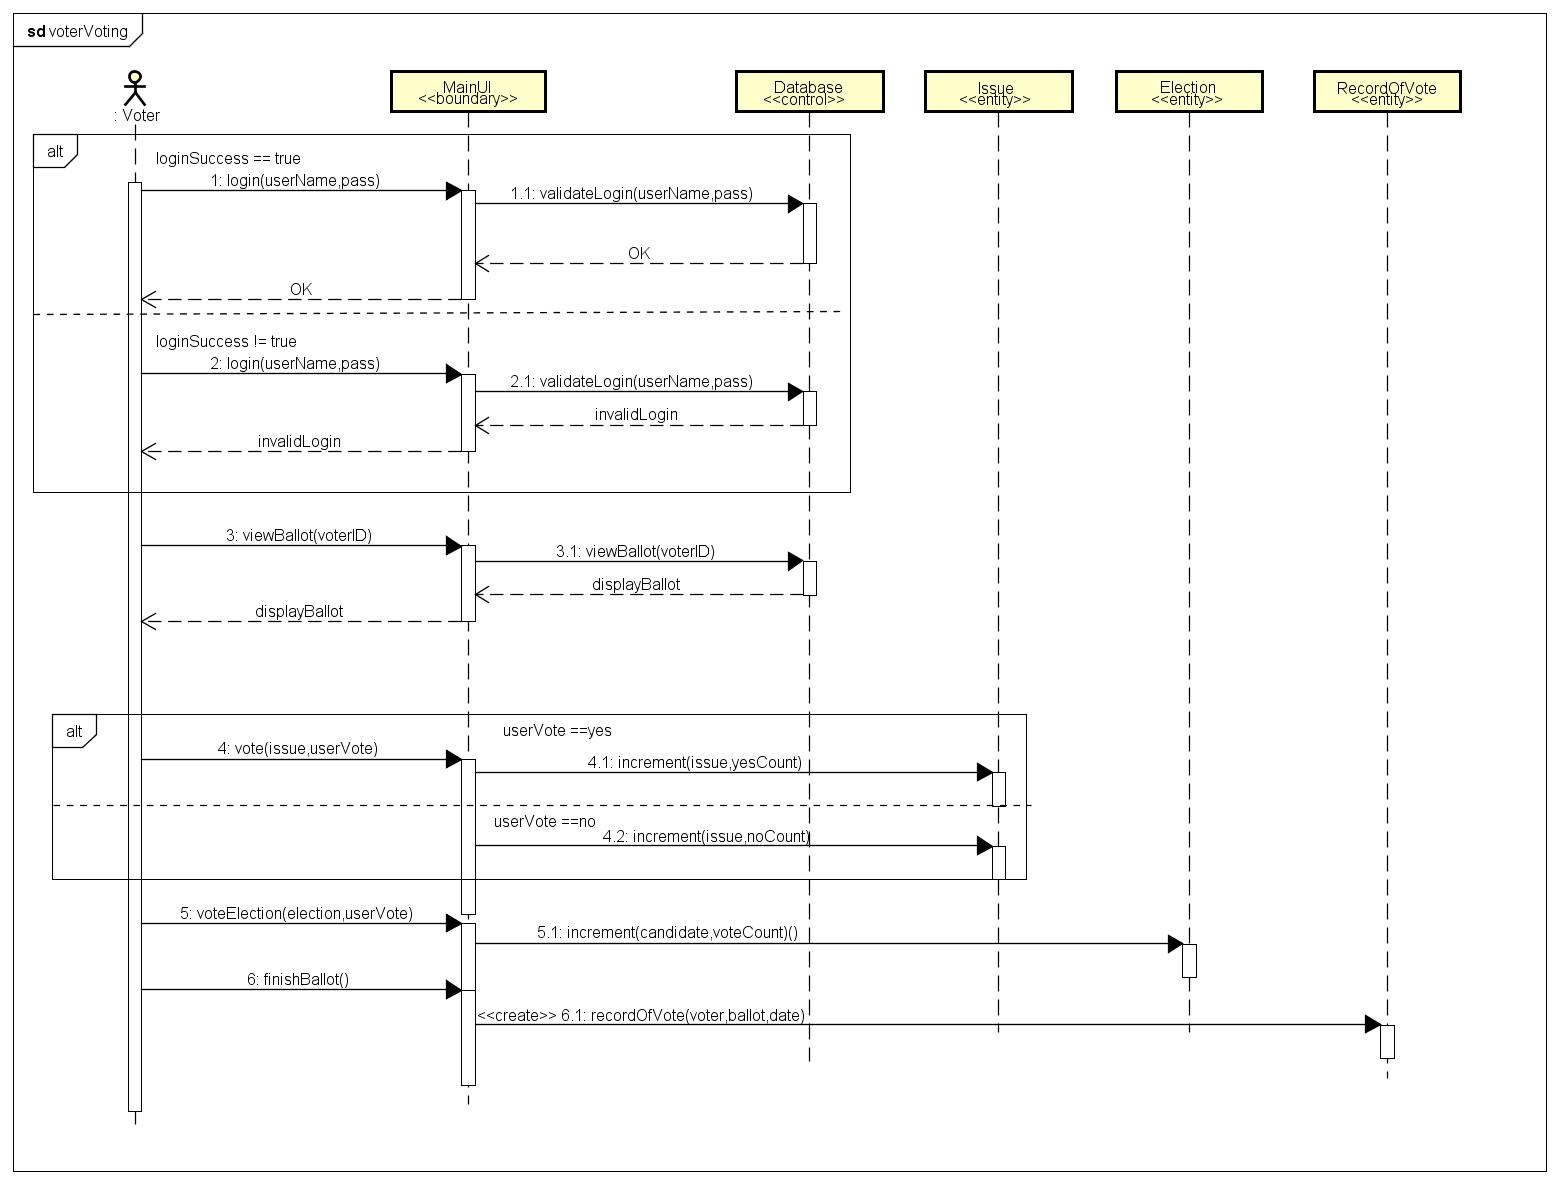 sd voterVoting
: Voter
MainUI
<<boundary>>
Database
<<control>>
Issue
<<entity>>
Election
<<entity>>
RecordOfVote
<<entity>>
alt
loginSuccess == true
1: login(userName,pass)
1.1: validateLogin(userName,pass)
OK
OK
loginSuccess != true
2: login(userName,pass)
2.1: validateLogin(userName,pass)
invalidLogin
invalidLogin
3: viewBallot(voterID)
3.1: viewBallot(voterID)
displayBallot
displayBallot
alt
userVote ==yes
4: vote(issue,userVote)
4.1: increment(issue,yesCount)
userVote ==no
4.2: increment(issue,noCount)
5: voteElection(election,userVote)
5.1: increment(candidate,voteCount)()
6: finishBallot()
<<create>> 6.1: recordOfVote(voter,ballot,date)